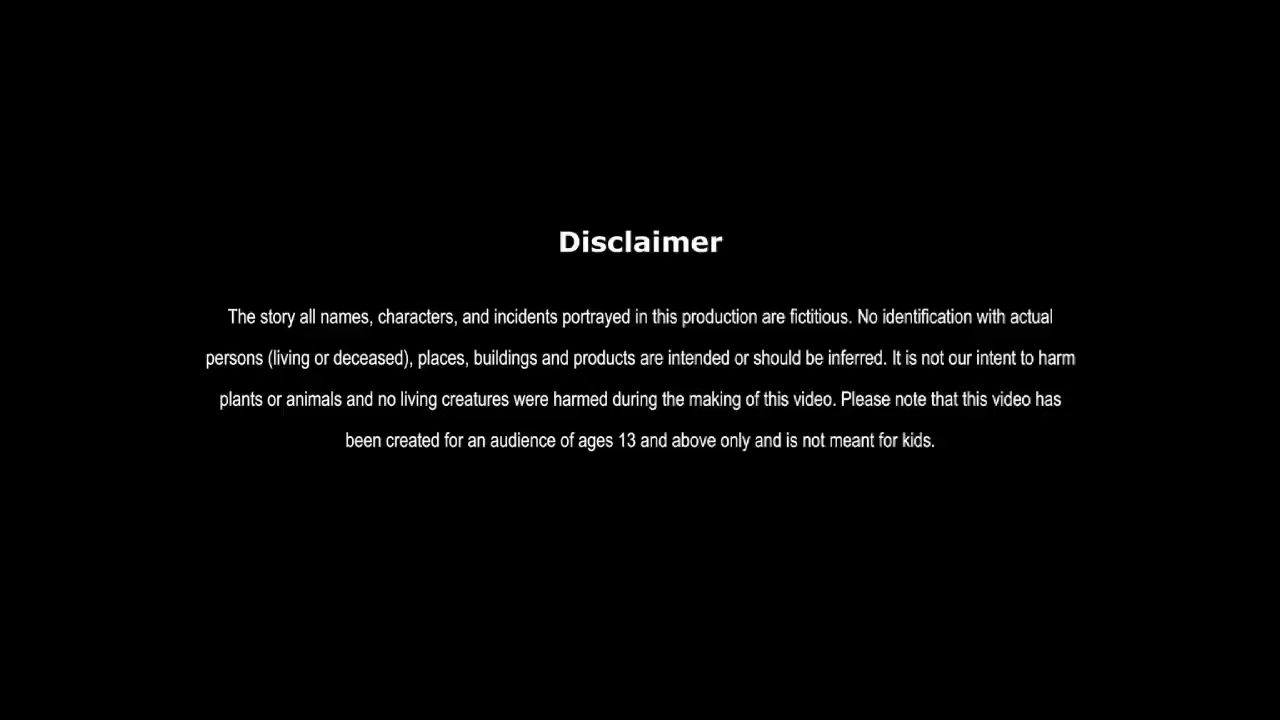 Disclaimer
The story all names, characters, and incidents portrayed in this production are fictitious. No identification with actual
persons (living or deceased), places, buildings and products are intended or should be inferred. It is not our intent to harm
plants or animals and no living creatures were harmed during the making of this video. Please note that this video has
been created for an audience of ages 13 and above only and is not meant for kids.